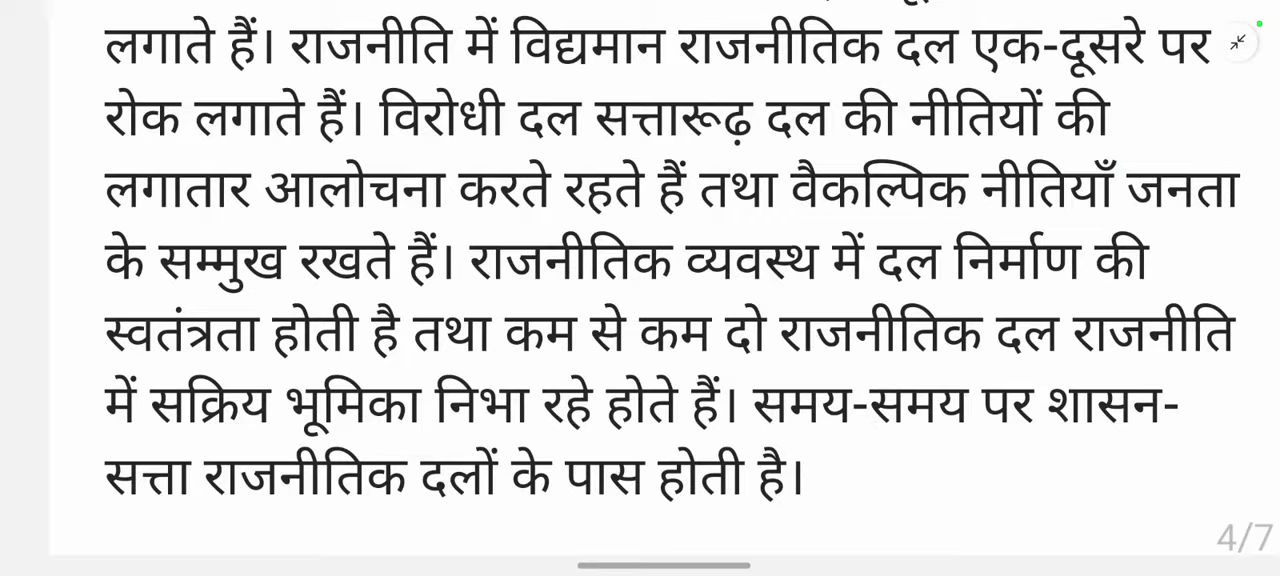 लगाते हैं। राजनीति में विद्यमान राजनीतिक दल एक-दूसरे पर
रोक लगाते हैं। विरोधी दल सत्तारूढ़ दल की नीतियों की
लगातार आलोचना करते रहते हैं तथा वैकल्पिक नीतियाँ जनता
के सम्मुख रखते हैं। राजनीतिक व्यवस्थ में दल निर्माण की
स्वतंत्रता होती है तथा कम से कम दो राजनीतिक दल राजनीति
में सक्रिय भूमिका निभा रहे होते हैं। समय-समय पर शासन-
सत्ता राजनीतिक दलों के पास होती है।
4/7